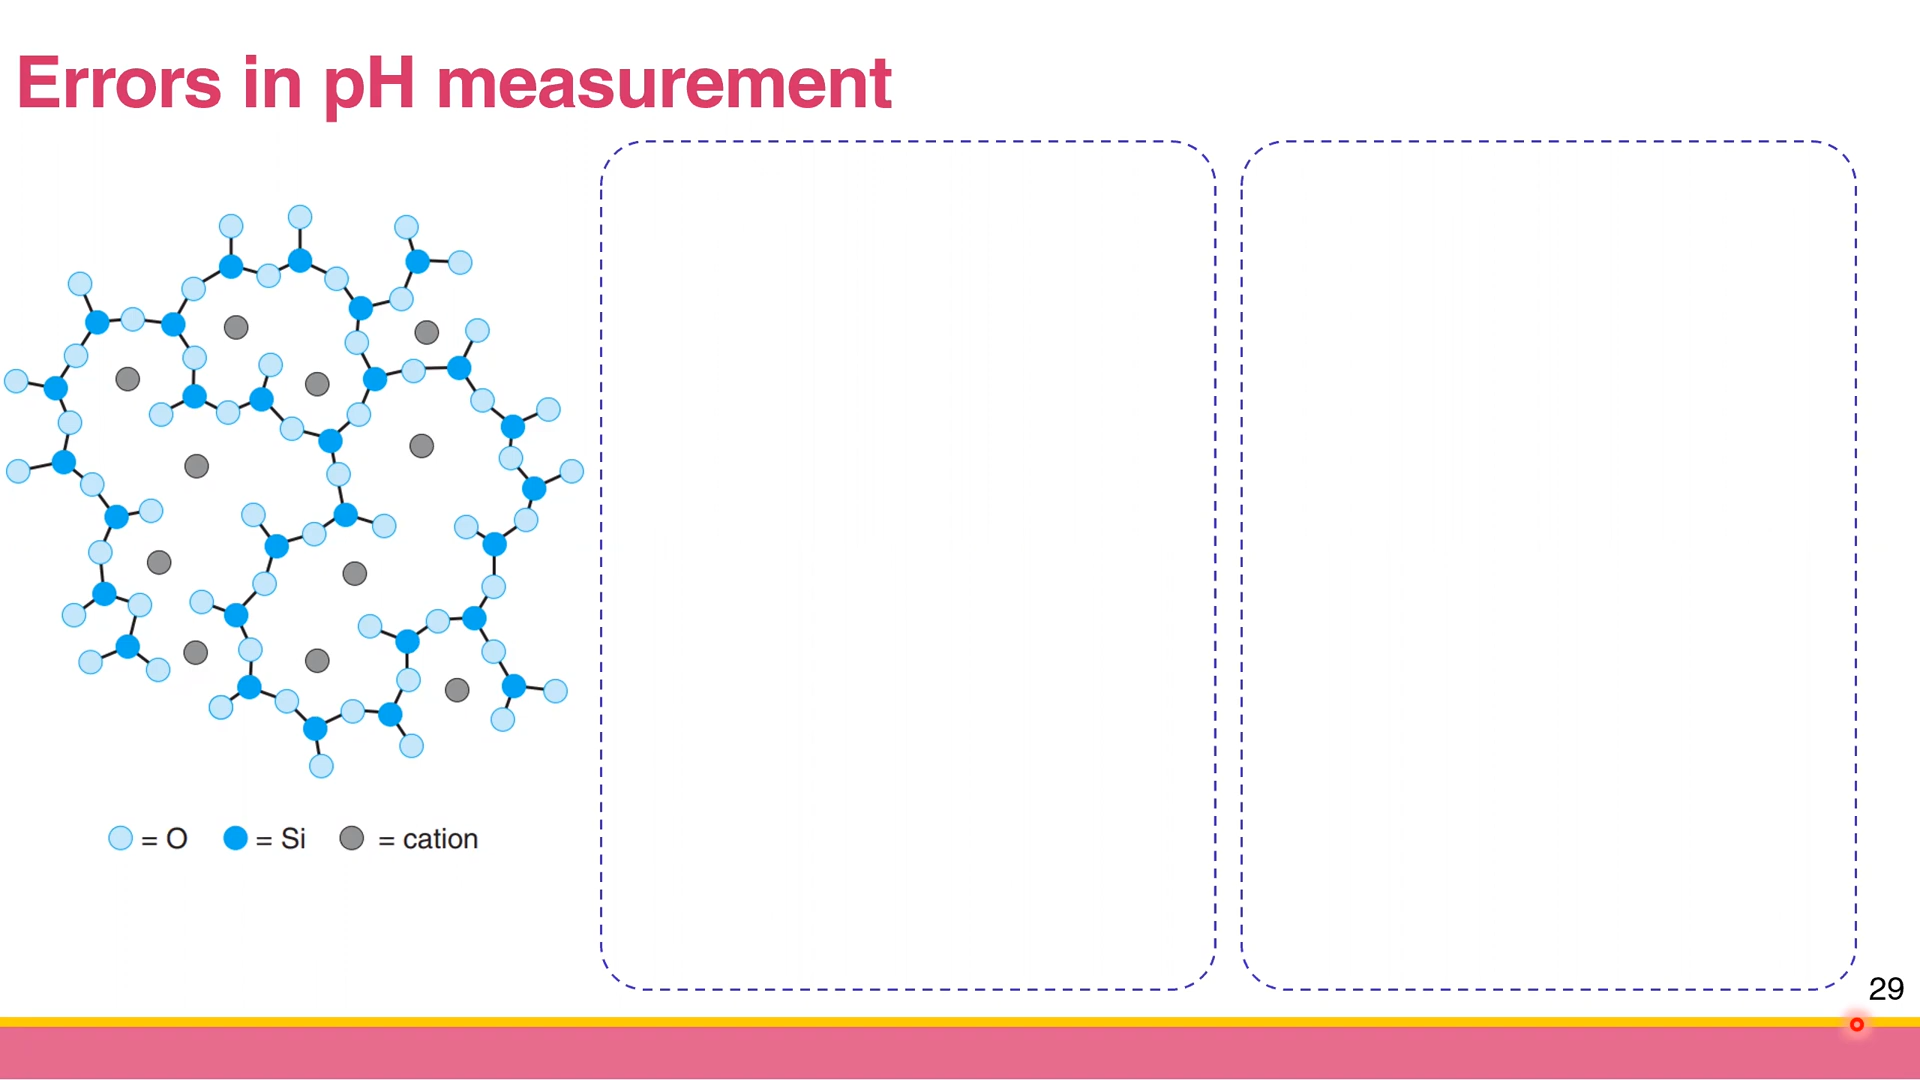 Errors in pH measurement
= O = Si = cation
29